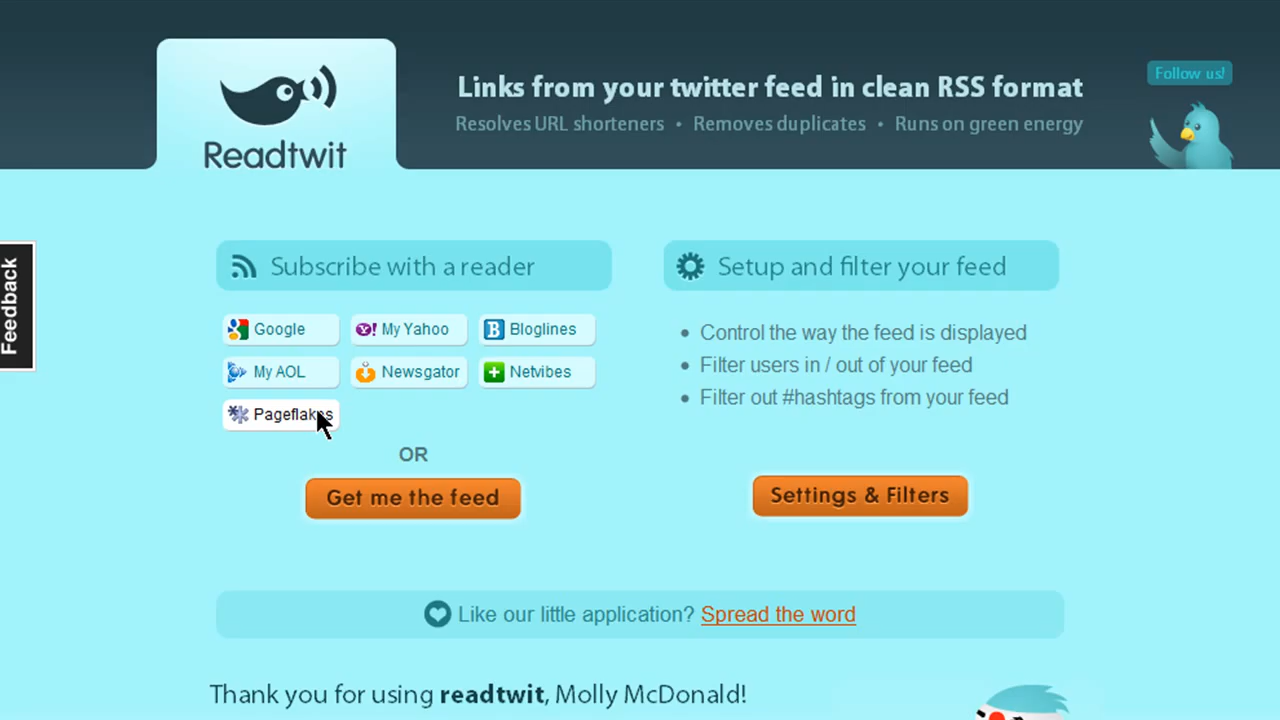 Readtwit
Links from your twitter feed in clean RSS format
Resolves URL shorteners • Removes duplicates • Runs on green energy
Follow us!
Feedback
Subscribe with a reader
Google
My Yahoo
Bloglines
My AOL
Newsgator
Netvibes
Pageflakes
OR
Get me the feed
Setup and filter your feed
• Control the way the feed is displayed
• Filter users in / out of your feed
• Filter out #hashtags from your feed
Settings & Filters
Like our little application? Spread the word
Thank you for using readtwit, Molly McDonald!